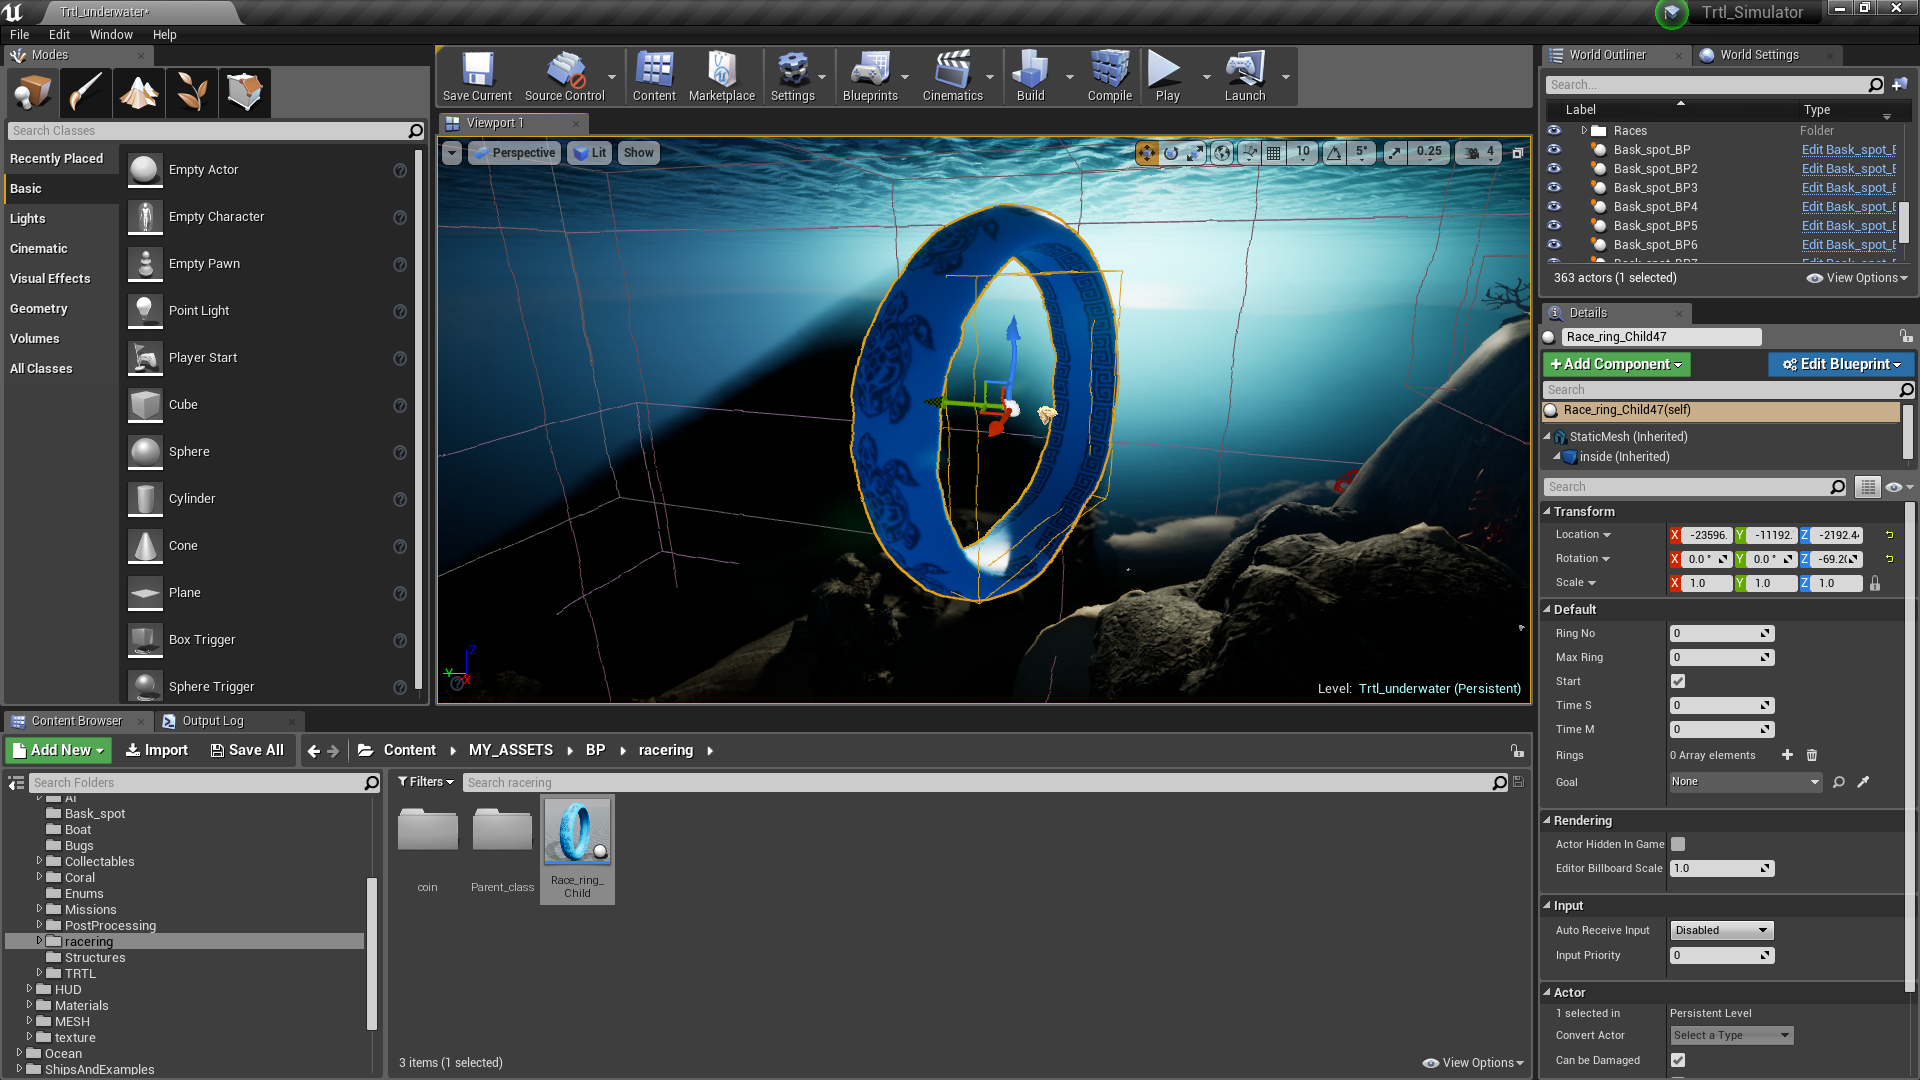 Trtl_underwater*
Trtl_Simulator
File Edit Window Help
Modes
Search Classes
Recently Placed
Basic
Lights
Cinematic
Visual Effects
Geometry
Volumes
All Classes
Empty Actor
Empty Character
Empty Pawn
Point Light
Player Start
Cube
Sphere
Cylinder
Cone
Plane
Box Trigger
Sphere Trigger
Save Current
Source Control
Content
Marketplace
Settings
Blueprints
Cinematics
Build
Compile
Play
Launch
Viewport 1
Perspective
Lit
Show
10
5°
0.25
4
Z
Y
X
Level: Trtl_underwater (Persistent)
World Outliner
World Settings
Search...
Label Type
Races Folder
Bask_spot_BP Edit Bask_spot_B
Bask_spot_BP2 Edit Bask_spot_B
Bask_spot_BP3 Edit Bask_spot_B
Bask_spot_BP4 Edit Bask_spot_B
Bask_spot_BP5 Edit Bask_spot_B
Bask_spot_BP6 Edit Bask_spot_B
363 actors (1 selected)
View Options
Details
Race_ring_Child47
+Add Component
Edit Blueprint
Search
Race_ring_Child47(self)
StaticMesh (Inherited)
inside (Inherited)
Search
Transform
Location X -23596. Y -11192. Z -2192.4
Rotation X 0.0 ° Y 0.0 ° Z -69.20
Scale X 1.0 Y 1.0 Z 1.0
Default
Ring No 0
Max Ring 0
Start
Time S 0
Time M 0
Rings 0 Array elements
Goal None
Rendering
Actor Hidden In Game
Editor Billboard Scale 1.0
Input
Auto Receive Input Disabled
Input Priority 0
Actor
1 selected in Persistent Level
Convert Actor Select a Type
Can be Damaged
Content Browser
Output Log
Add New
Import
Save All
Content
MY_ASSETS
BP
racering
Search Folders
Filters
Search racering
AI
Bask_spot
Boat
Bugs
Collectables
Coral
Enums
Missions
PostProcessing
racering
Structures
TRTL
HUD
Materials
MESH
texture
Ocean
ShipsAndExamples
coin
Parent_class
Race_ring_
Child
3 items (1 selected)
View Options